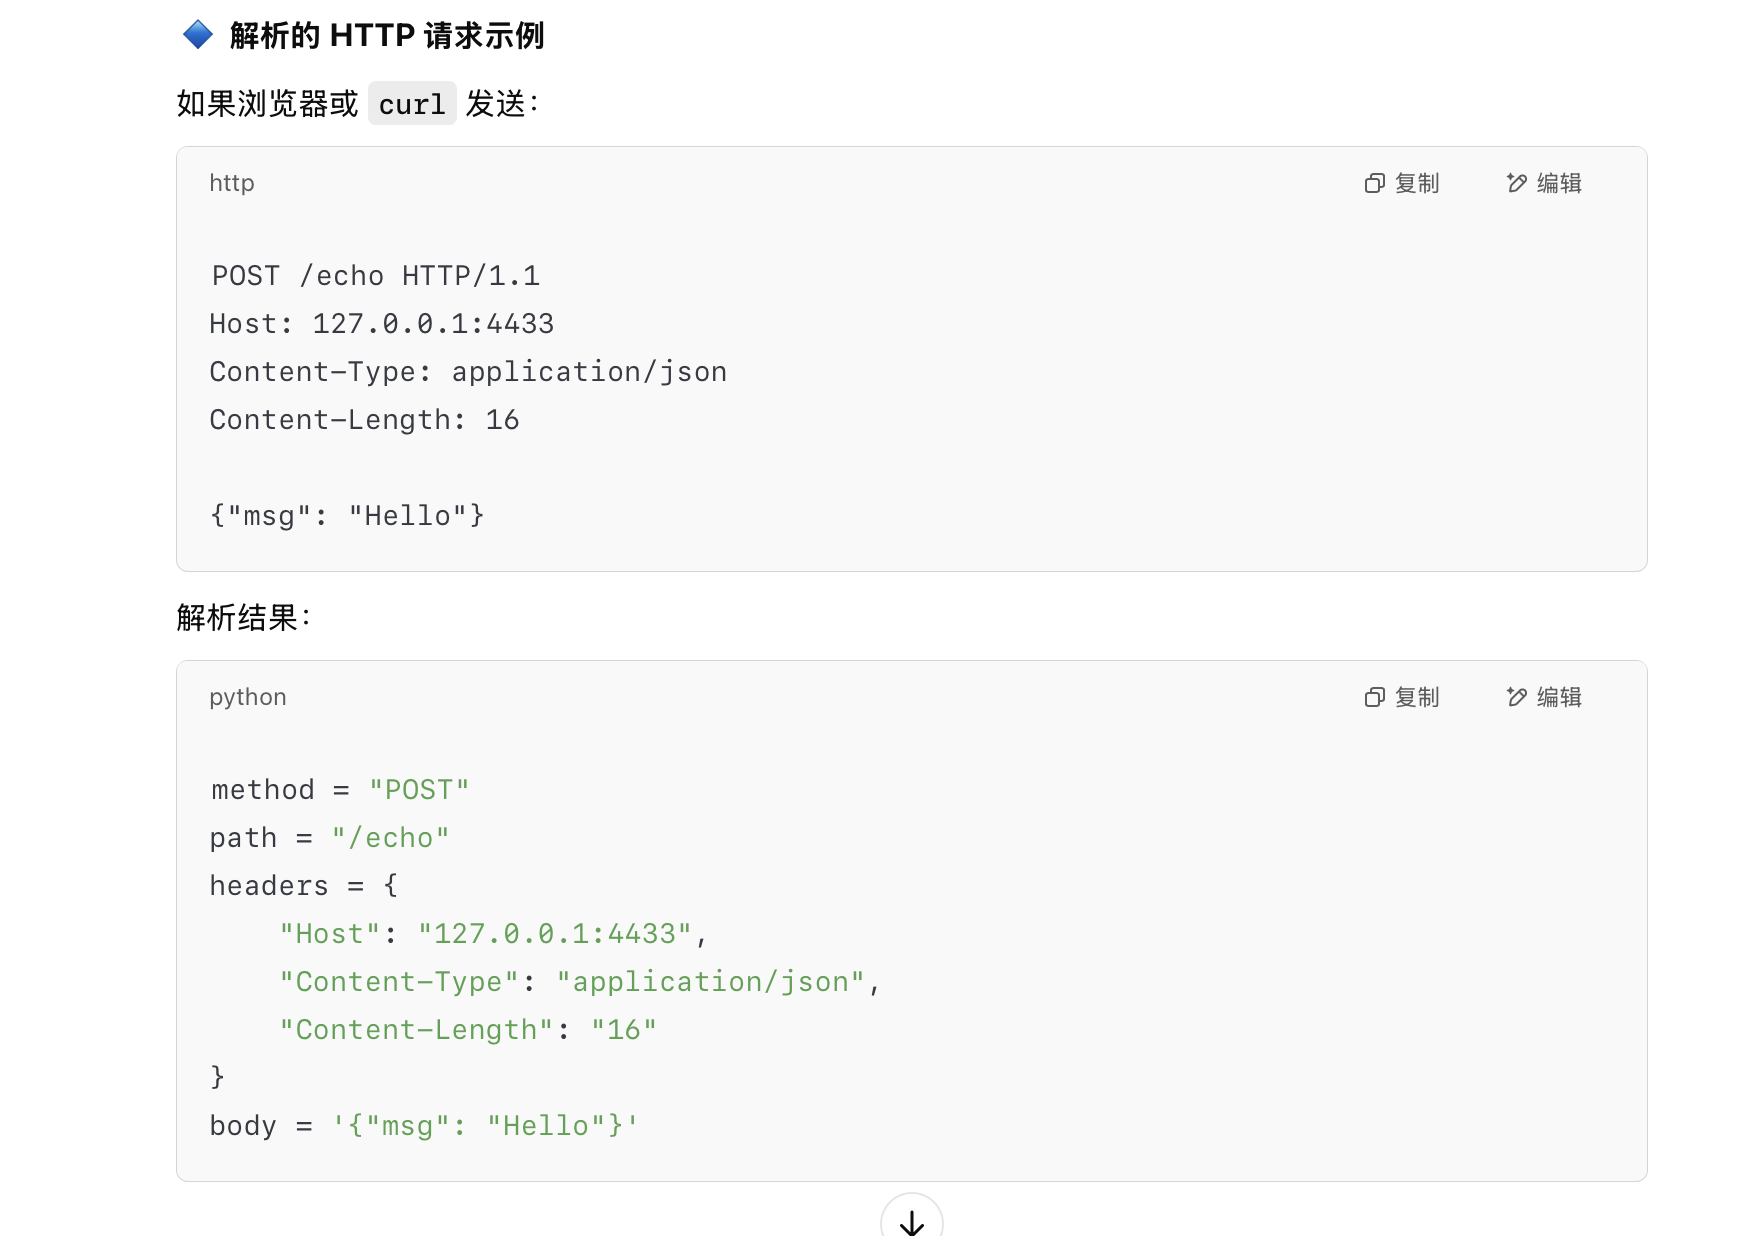 🔷 解析的 HTTP 请求示例
如果浏览器或 curl 发送：
http 复制 编辑
POST /echo HTTP/1.1
Host: 127.0.0.1:4433
Content-Type: application/json
Content-Length: 16
{"msg": "Hello"}
解析结果：
python 复制 编辑
method = "POST"
path = "/echo"
headers = {
    "Host": "127.0.0.1:4433",
    "Content-Type": "application/json",
    "Content-Length": "16"
}
body = '{"msg": "Hello"}'